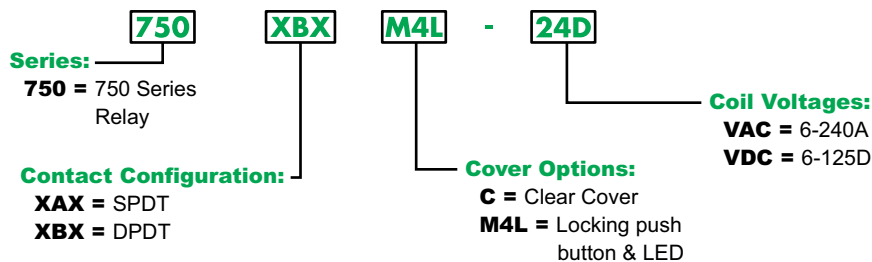 750 XBX M4L - 24D
Series:
750 = 750 Series
Relay
Contact Configuration:
XAX = SPDT
XBX = DPDT
Cover Options:
C = Clear Cover
M4L = Locking push
button & LED
Coil Voltages:
VAC = 6-240A
VDC = 6-125D